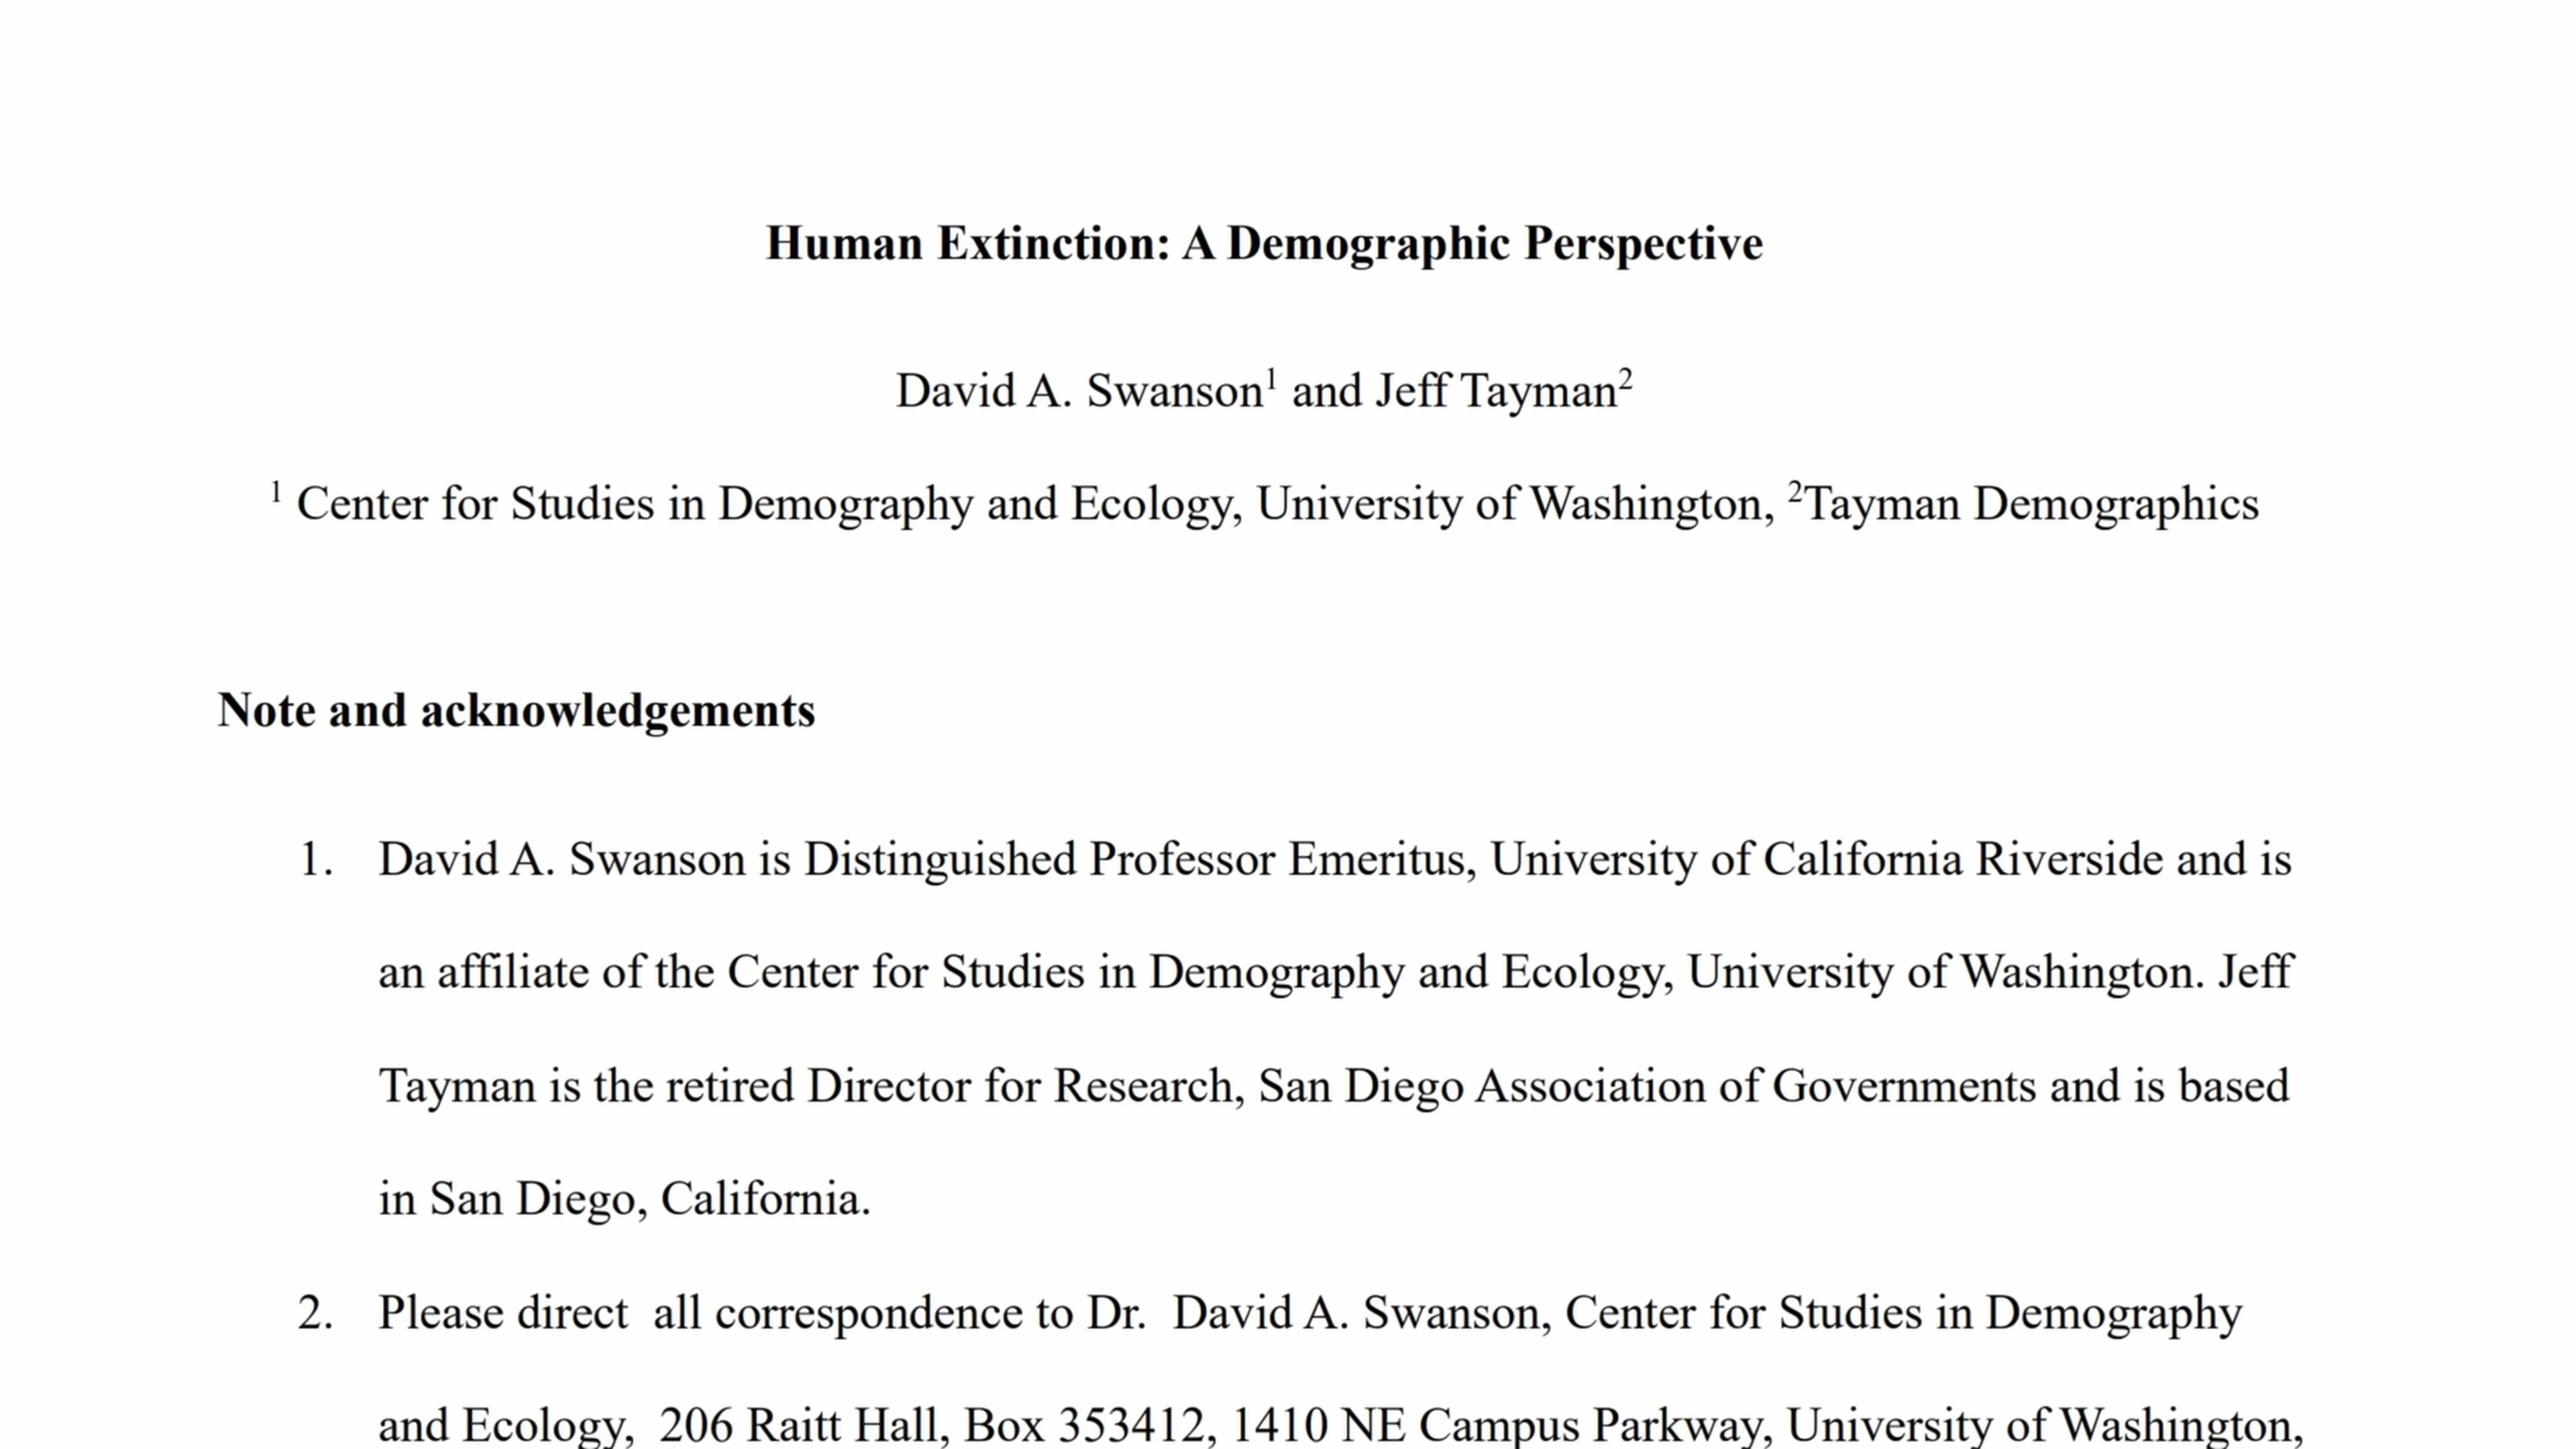 Human Extinction: A Demographic Perspective
David A. Swanson¹ and Jeff Tayman²
¹ Center for Studies in Demography and Ecology, University of Washington, ²Tayman Demographics
Note and acknowledgements
1. David A. Swanson is Distinguished Professor Emeritus, University of California Riverside and is
an affiliate of the Center for Studies in Demography and Ecology, University of Washington. Jeff
Tayman is the retired Director for Research, San Diego Association of Governments and is based
in San Diego, California.
2. Please direct  all correspondence to Dr.  David A. Swanson, Center for Studies in Demography
and Ecology,  206 Raitt Hall, Box 353412, 1410 NE Campus Parkway, University of Washington,